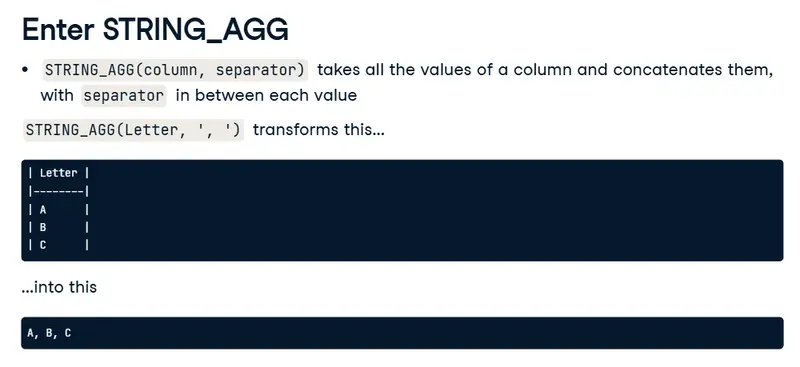 Enter STRING_AGG
• STRING_AGG(column, separator) takes all the values of a column and concatenates them,
with separator in between each value
STRING_AGG(Letter, ', ') transforms this...
| Letter |
|--------|
| A      |
| B      |
| C      |
...into this
A, B, C